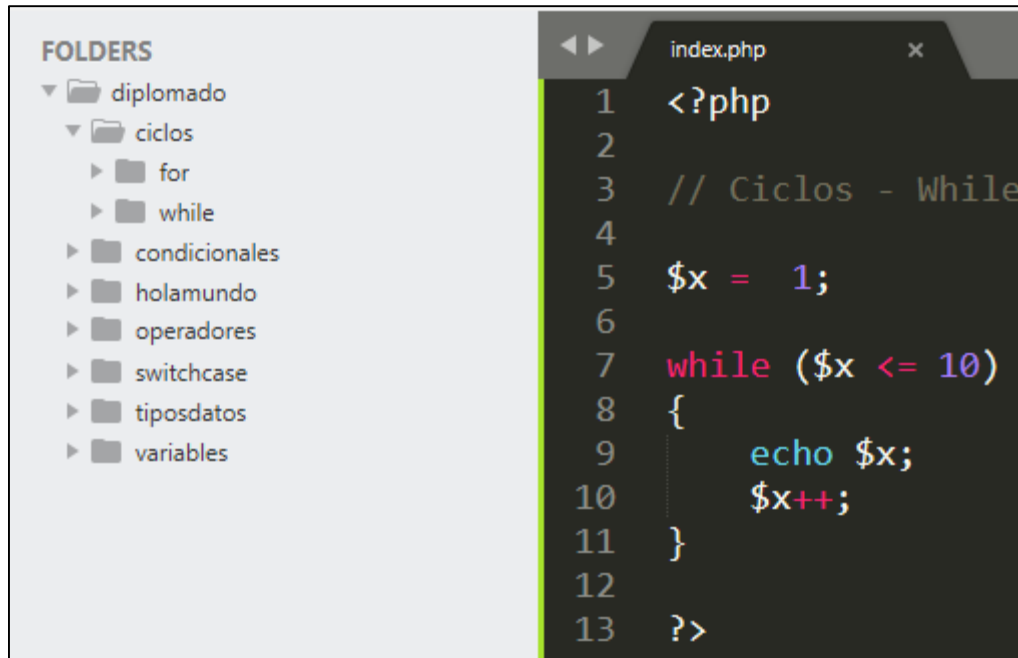 FOLDERS
diplomado
ciclos
for
while
condicionales
holamundo
operadores
switchcase
tiposdatos
variables
index.php ×
1 <?php
2
3 // Ciclos - While
4
5 $x =  1;
6
7 while ($x <= 10)
8 {
9     echo $x;
10     $x++;
11 }
12
13 ?>